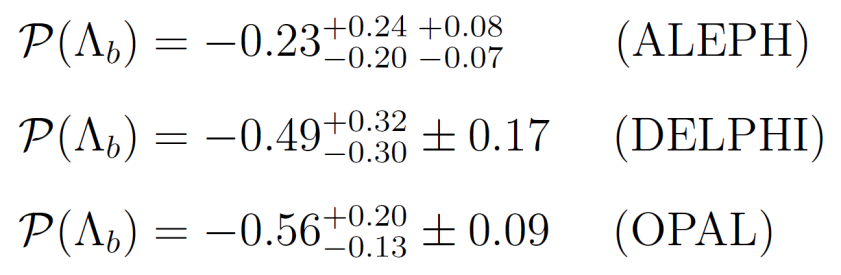 𝒫(Λ_b) = −0.23^{+0.24}_{−0.20} ^{+0.08}_{−0.07} (ALEPH)
𝒫(Λ_b) = −0.49^{+0.32}_{−0.30} ± 0.17 (DELPHI)
𝒫(Λ_b) = −0.56^{+0.20}_{−0.13} ± 0.09 (OPAL)